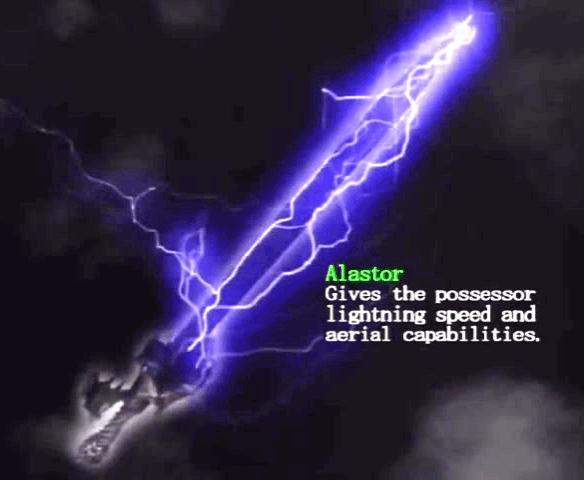 Alastor
Gives the possessor
lightning speed and
aerial capabilities.